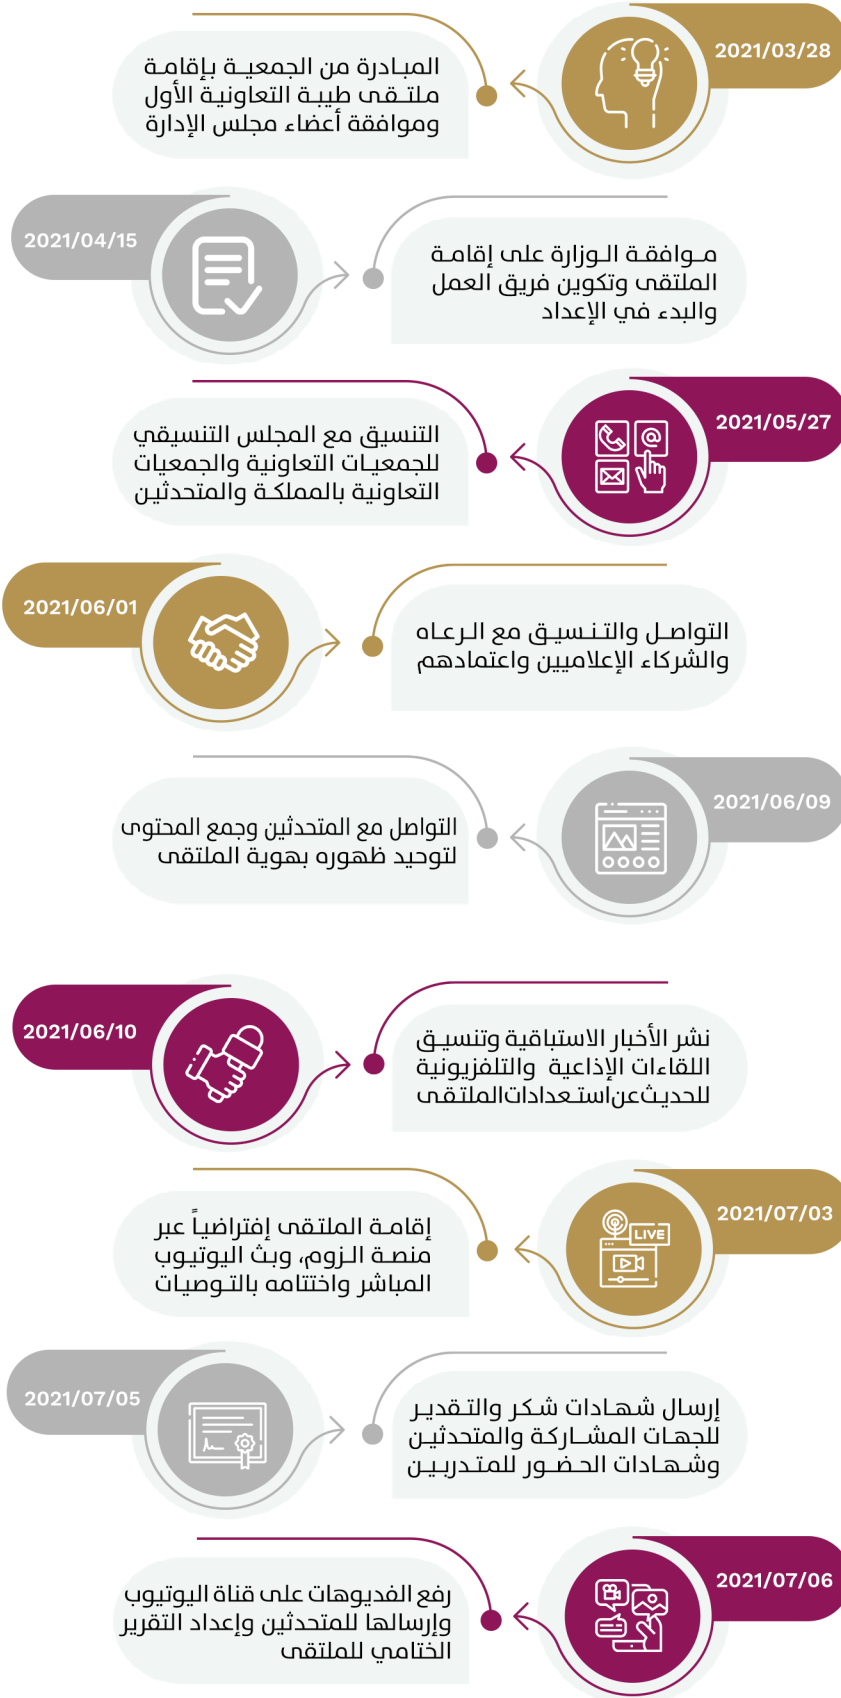 2021/03/28
المبادرة من الجمعية بإقامة
ملتقى طيبة التعاونية الأول
وموافقة أعضاء مجلس الإدارة
2021/04/15
موافقة الوزارة على إقامة
الملتقى وتكوين فريق العمل
والبدء في الإعداد
2021/05/27
التنسيق مع المجلس التنسيقي
للجمعيات التعاونية والجمعيات
التعاونية بالمملكة والمتحدثين
2021/06/01
التواصل والتنسيق مع الرعاه
والشركاء الإعلاميين واعتمادهم
2021/06/09
التواصل مع المتحدثين وجمع المحتوى
لتوحيد ظهوره بهوية الملتقى
2021/06/10
نشر الأخبار الاستباقية وتنسيق
اللقاءات الإذاعية والتلفزيونية
للحديث عن استعدادات الملتقى
2021/07/03
LIVE
إقامة الملتقى إفتراضياً عبر
منصة الزوم، وبث اليوتيوب
المباشر واختتامه بالتوصيات
2021/07/05
إرسال شهادات شكر والتقدير
للجهات المشاركة والمتحدثين
وشهادات الحضور للمتدربين
2021/07/06
رفع الفديوهات على قناة اليوتيوب
وإرسالها للمتحدثين وإعداد التقرير
الختامي للملتقى